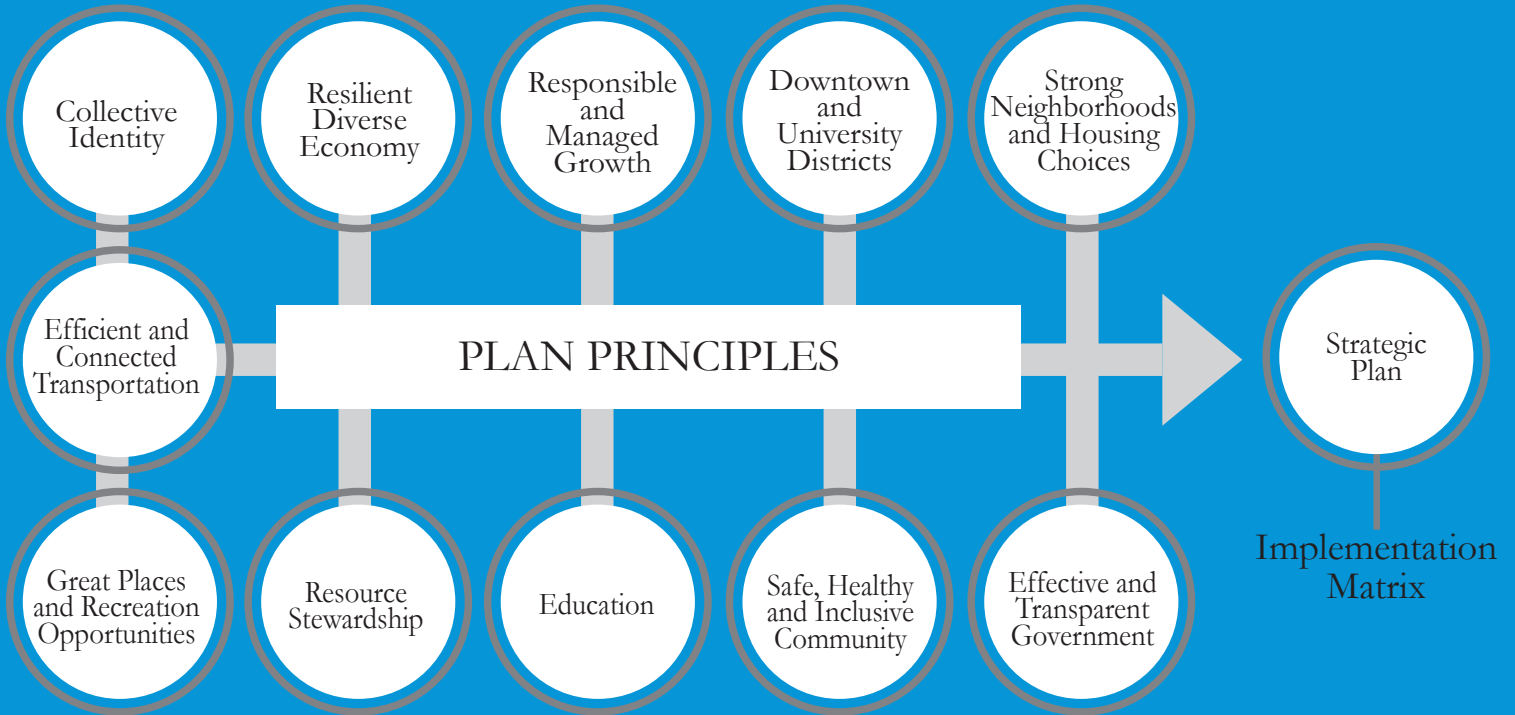 Collective
Identity
Resilient
Diverse
Economy
Responsible
and
Managed
Growth
Downtown
and
University
Districts
Strong
Neighborhoods
and Housing
Choices
Efficient and
Connected
Transportation
PLAN PRINCIPLES
Strategic
Plan
Implementation
Matrix
Great Places
and Recreation
Opportunities
Resource
Stewardship
Education
Safe, Healthy
and Inclusive
Community
Effective and
Transparent
Government